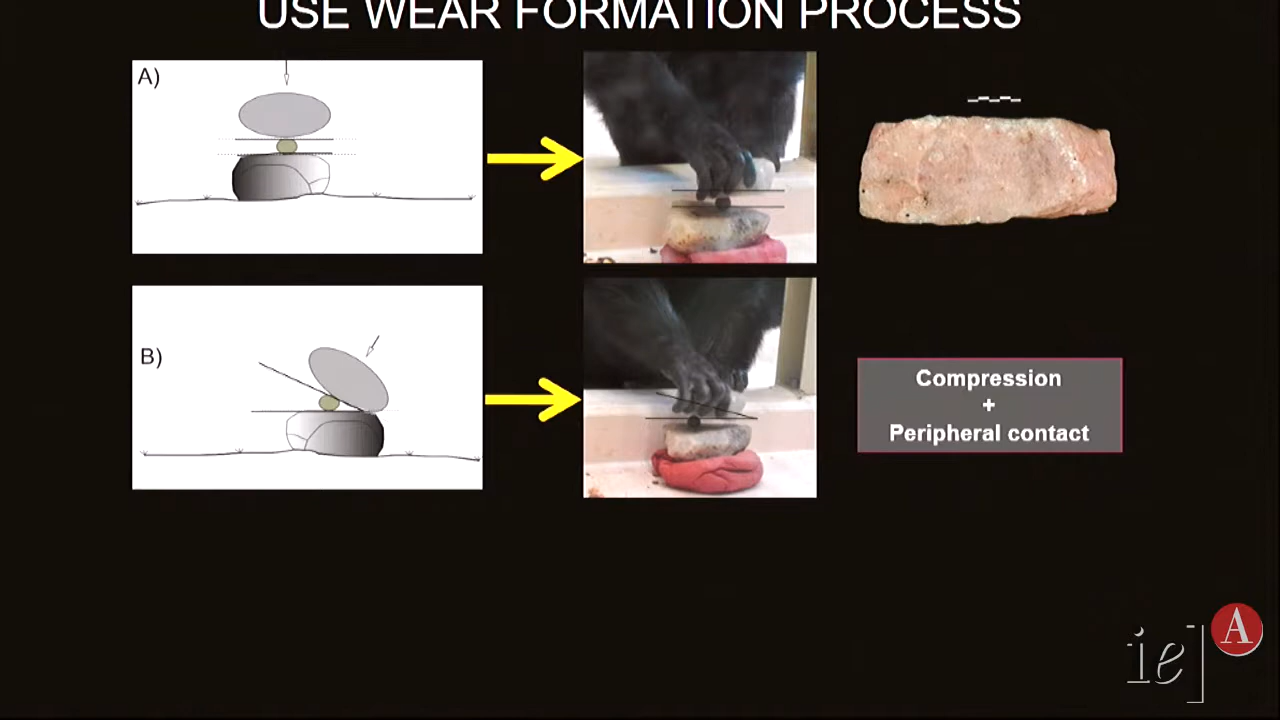 USE WEAR FORMATION PROCESS
A)
B)
Compression
+
Peripheral contact
ie]
A